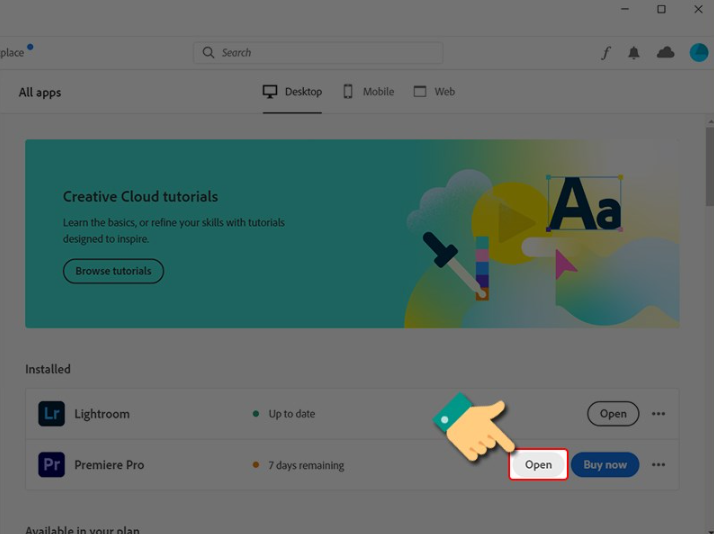 place
Search
All apps
Desktop
Mobile
Web
Creative Cloud tutorials
Learn the basics, or refine your skills with tutorials
designed to inspire.
Browse tutorials
Aa
Installed
Lr Lightroom Up to date Open
Pr Premiere Pro 7 days remaining Open Buy now
Available in your plan